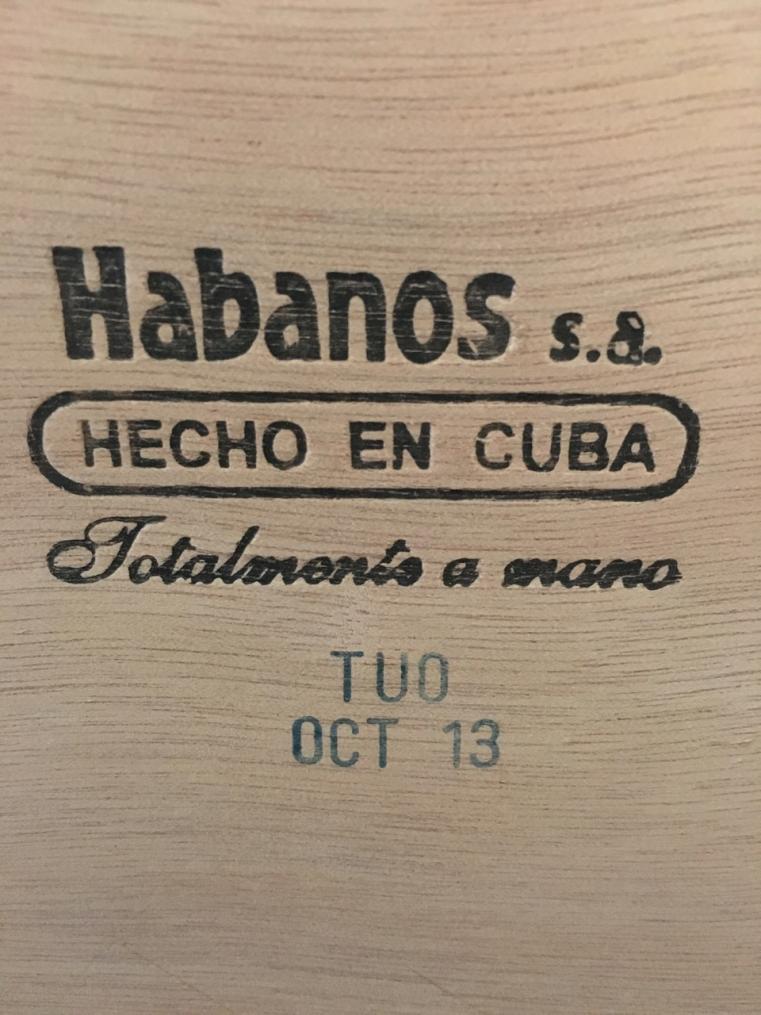 Habanos s.a.
HECHO EN CUBA
Totalmente a mano
TUO
OCT 13